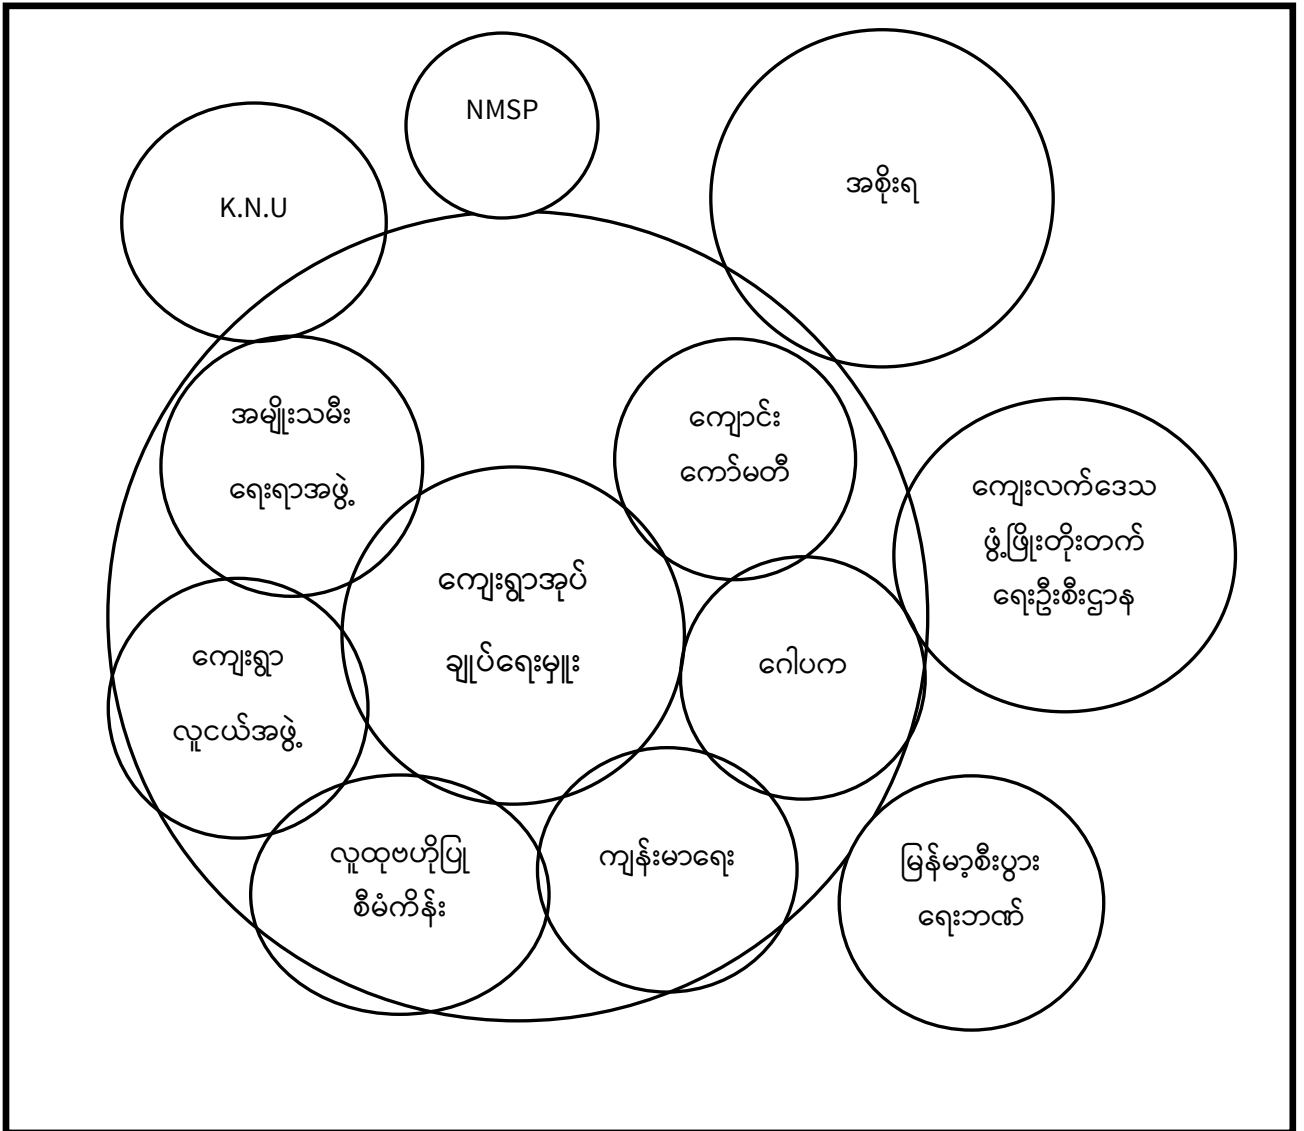 NMSP
K.N.U
အစိုးရ
အမျိုးသမီး
ရေးရာအဖွဲ့
ကျောင်း
ကော်မတီ
ကျေးလက်ဒေသ
ဖွံ့ဖြိုးတိုးတက်
ရေးဦးစီးဌာန
ကျေးရွာအုပ်
ချုပ်ရေးမှူး
ကျေးရွာ
လူငယ်အဖွဲ့
ဂေါပက
လူထုဗဟိုပြု
စီမံကိန်း
ကျန်းမာရေး
မြန်မာ့စီးပွား
ရေးဘဏ်